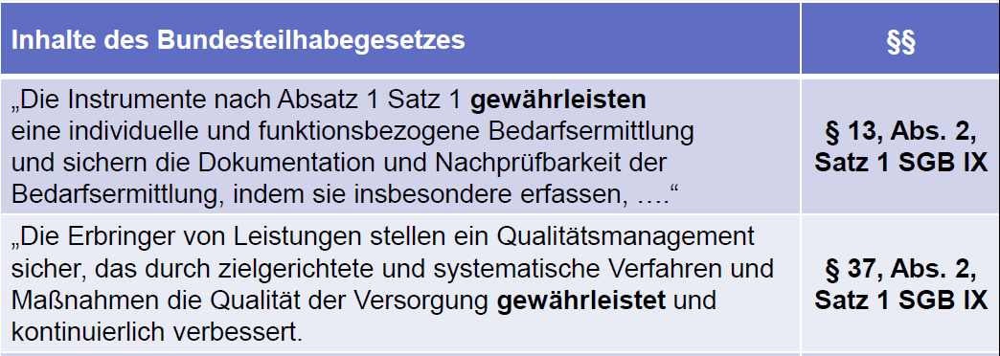 Inhalte des Bundesteilhabegesetzes
§§
„Die Instrumente nach Absatz 1 Satz 1 gewährleisten
eine individuelle und funktionsbezogene Bedarfsermittlung
und sichern die Dokumentation und Nachprüfbarkeit der
Bedarfsermittlung, indem sie insbesondere erfassen, ….“
§ 13, Abs. 2,
Satz 1 SGB IX
„Die Erbringer von Leistungen stellen ein Qualitätsmanagement
sicher, das durch zielgerichtete und systematische Verfahren und
Maßnahmen die Qualität der Versorgung gewährleistet und
kontinuierlich verbessert.
§ 37, Abs. 2,
Satz 1 SGB IX